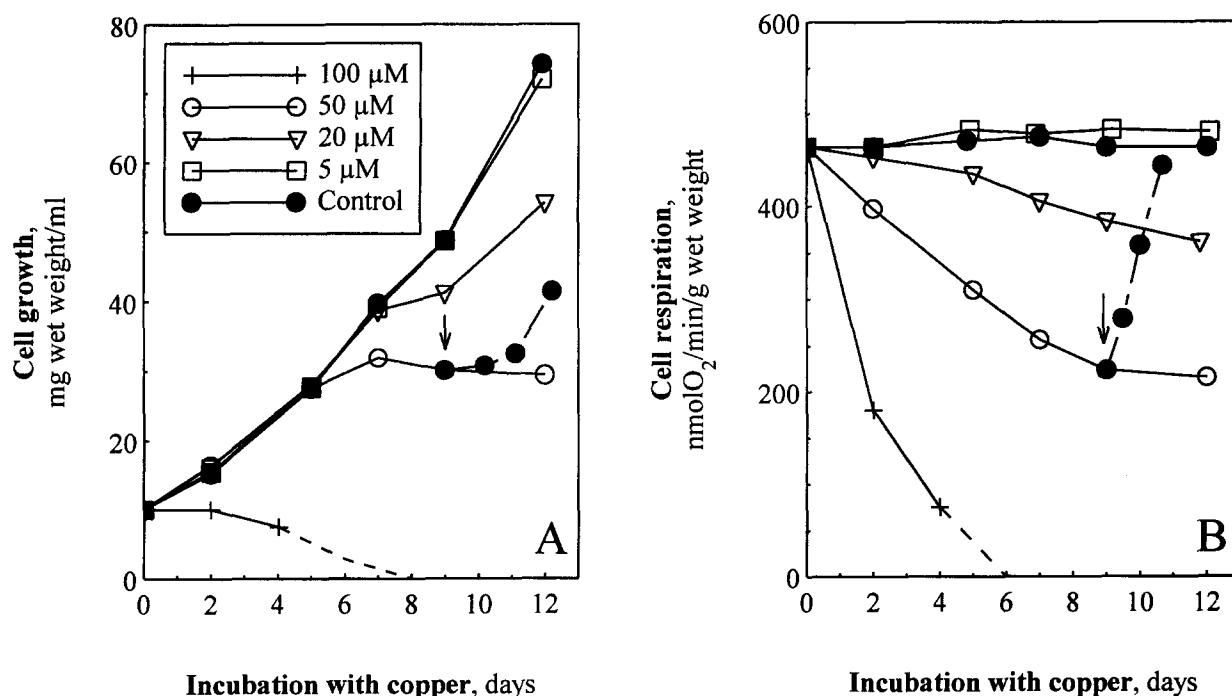 80
60
40
20
0
100 μM
50 μM
20 μM
5 μM
Control
Cell growth,
mg wet weight/ml
A
0 2 4 6 8 10 12
Incubation with copper, days
600
400
200
0
Cell respiration,
nmolO₂/min/g wet weight
B
0 2 4 6 8 10 12
Incubation with copper, days